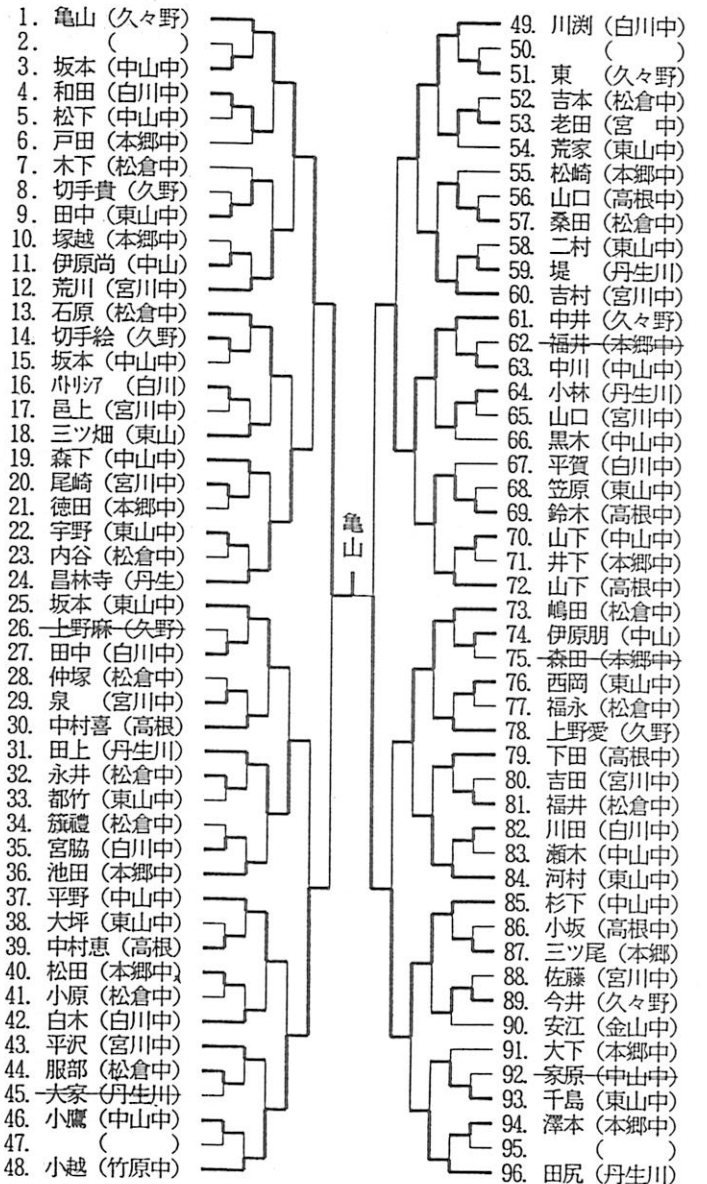 1. 亀山（久々野）
2. （　　）
3. 坂本（中山中）
4. 和田（白川中）
5. 松下（中山中）
6. 戸田（本郷中）
7. 木下（松倉中）
8. 切手貴（久野）
9. 田中（東山中）
10. 塚越（本郷中）
11. 伊原尚（中山）
12. 荒川（宮川中）
13. 石原（松倉中）
14. 切手絵（久野）
15. 坂本（中山中）
16. パトリシア（白川）
17. 邑上（宮川中）
18. 三ツ畑（東山）
19. 森下（中山中）
20. 尾崎（宮川中）
21. 徳田（本郷中）
22. 宇野（東山中）
23. 内谷（松倉中）
24. 昌林寺（丹生）
25. 坂本（東山中）
26. 上野麻（久野）
27. 田中（白川中）
28. 仲塚（松倉中）
29. 泉　（宮川中）
30. 中村喜（高根）
31. 田上（丹生川）
32. 永井（松倉中）
33. 都竹（東山中）
34. 籏禮（松倉中）
35. 宮脇（白川中）
36. 池田（本郷中）
37. 平野（中山中）
38. 大坪（東山中）
39. 中村恵（高根）
40. 松田（本郷中）
41. 小原（松倉中）
42. 白木（白川中）
43. 平沢（宮川中）
44. 服部（松倉中）
45. 大家（丹生川）
46. 小鷹（中山中）
47. （　　）
48. 小越（竹原中）
亀山
49. 川渕（白川中）
50. （　　）
51. 東　（久々野）
52. 吉本（松倉中）
53. 老田（宮　中）
54. 荒家（東山中）
55. 松崎（本郷中）
56. 山口（高根中）
57. 桑田（松倉中）
58. 二村（東山中）
59. 堤　（丹生川）
60. 吉村（宮川中）
61. 中井（久々野）
62. 福井（本郷中）
63. 中川（中山中）
64. 小林（丹生川）
65. 山口（宮川中）
66. 黒木（中山中）
67. 平賀（白川中）
68. 笠原（東山中）
69. 鈴木（高根中）
70. 山下（中山中）
71. 井下（本郷中）
72. 山下（高根中）
73. 嶋田（松倉中）
74. 伊原朋（中山）
75. 森田（本郷中）
76. 西岡（東山中）
77. 福永（松倉中）
78. 上野愛（久野）
79. 下田（高根中）
80. 吉田（宮川中）
81. 福井（松倉中）
82. 川田（白川中）
83. 瀬木（中山中）
84. 河村（東山中）
85. 杉下（中山中）
86. 小坂（高根中）
87. 三ツ尾（本郷）
88. 佐藤（宮川中）
89. 今井（久々野）
90. 安江（金山中）
91. 大下（本郷中）
92. 家原（中山中）
93. 千島（東山中）
94. 澤本（本郷中）
95. （　　）
96. 田尻（丹生川）